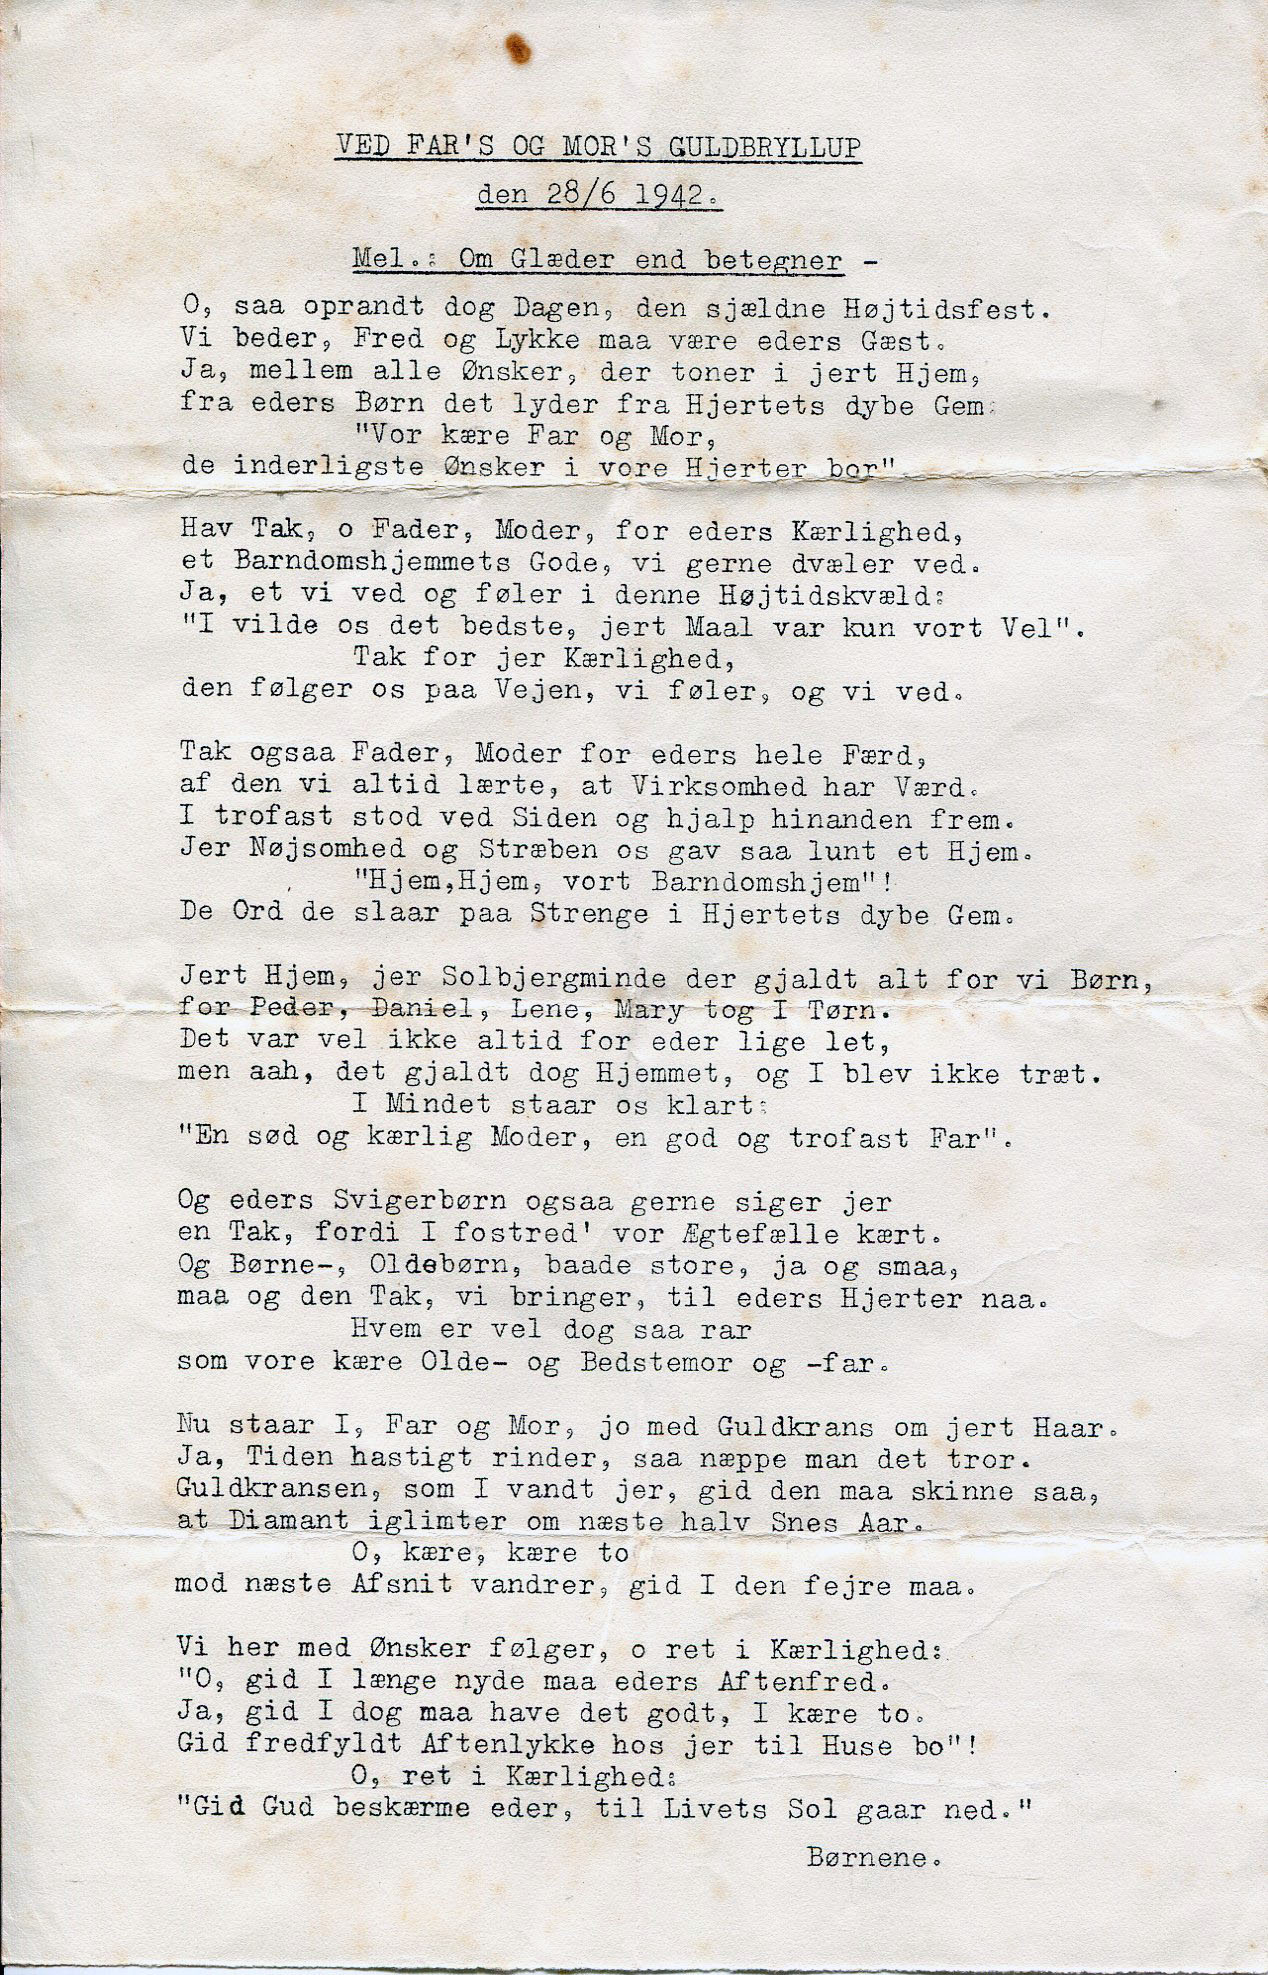 VED FAR'S OG MOR'S GULDBRYLLUP
den 28/6 1942.
Mel.: Om Glæder end betegner -
O, saa oprandt dog Dagen, den sjældne Højtidsfest.
Vi beder, Fred og Lykke maa være eders Gæst.
Ja, mellem alle Ønsker, der toner i jert Hjem,
fra eders Børn det lyder fra Hjertets dybe Gem:
"Vor kære Far og Mor,
de inderligste Ønsker i vore Hjerter bor".
Hav Tak, o Fader, Moder, for eders Kærlighed,
et Barndomshjemmets Gode, vi gerne dvæler ved.
Ja, et vi ved og føler i denne Højtidskvæld:
"I vilde os det bedste, jert Maal var kun vort Vel".
Tak for jer Kærlighed,
den følger os paa Vejen, vi føler, og vi ved.
Tak ogsaa Fader, Moder for eders hele Færd,
af den vi altid lærte, at Virksomhed har Værd.
I trofast stod ved Siden og hjalp hinanden frem.
Jer Nøjsomhed og Stræben os gav saa lunt et Hjem.
"Hjem,Hjem, vort Barndomshjem"!
De Ord de slaar paa Strenge i Hjertets dybe Gem.
Jert Hjem, jer Solbjergminde der gjaldt alt for vi Børn,
for Peder, Daniel, Lene, Mary tog I Tørn.
Det var vel ikke altid for eder lige let,
men aah, det gjaldt dog Hjemmet, og I blev ikke træt.
I Mindet staar os klart:
"En sød og kærlig Moder, en god og trofast Far".
Og eders Svigerbørn ogsaa gerne siger jer
en Tak, fordi I fostred' vor Ægtefælle kært.
Og Børne-, Oldebørn, baade store, ja og smaa,
maa og den Tak, vi bringer, til eders Hjerter naa.
Hvem er vel dog saa rar
som vore kære Olde- og Bedstemor og -far.
Nu staar I, Far og Mor, jo med Guldkrans om jert Haar.
Ja, Tiden hastigt rinder, saa næppe man det tror.
Guldkransen, som I vandt jer, gid den maa skinne saa,
at Diamant iglimter om næste halv Snes Aar.
O, kære, kære to
mod næste Afsnit vandrer, gid I den fejre maa.
Vi her med Ønsker følger, o ret i Kærlighed:
"O, gid I længe nyde maa eders Aftenfred.
Ja, gid I dog maa have det godt, I kære to.
Gid fredfyldt Aftenlykke hos jer til Huse bo"!
O, ret i Kærlighed:
"Gid Gud beskærme eder, til Livets Sol gaar ned."
Børnene.